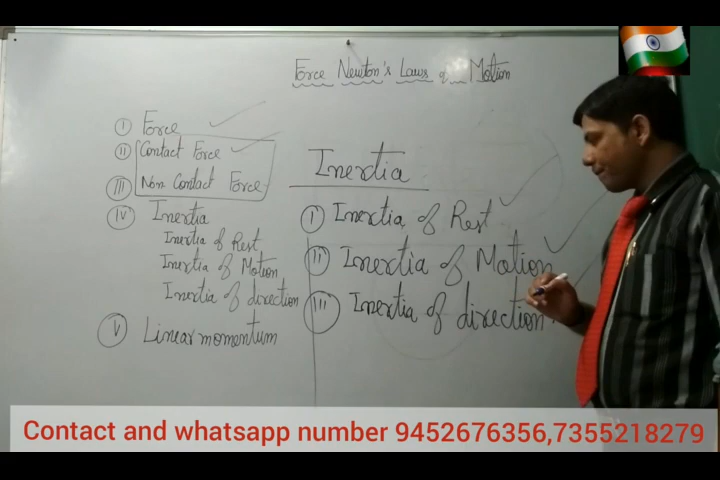 Force Newton's Laws of Motion
I Force
II Contact Force
III Non Contact Force
IV Inertia
Inertia of Rest
Inertia of Motion
Inertia of direction
V Linear momentum
Inertia
I Inertia of Rest
II Inertia of Motion
III Inertia of direction.
Contact and whatsapp number 9452676356,7355218279